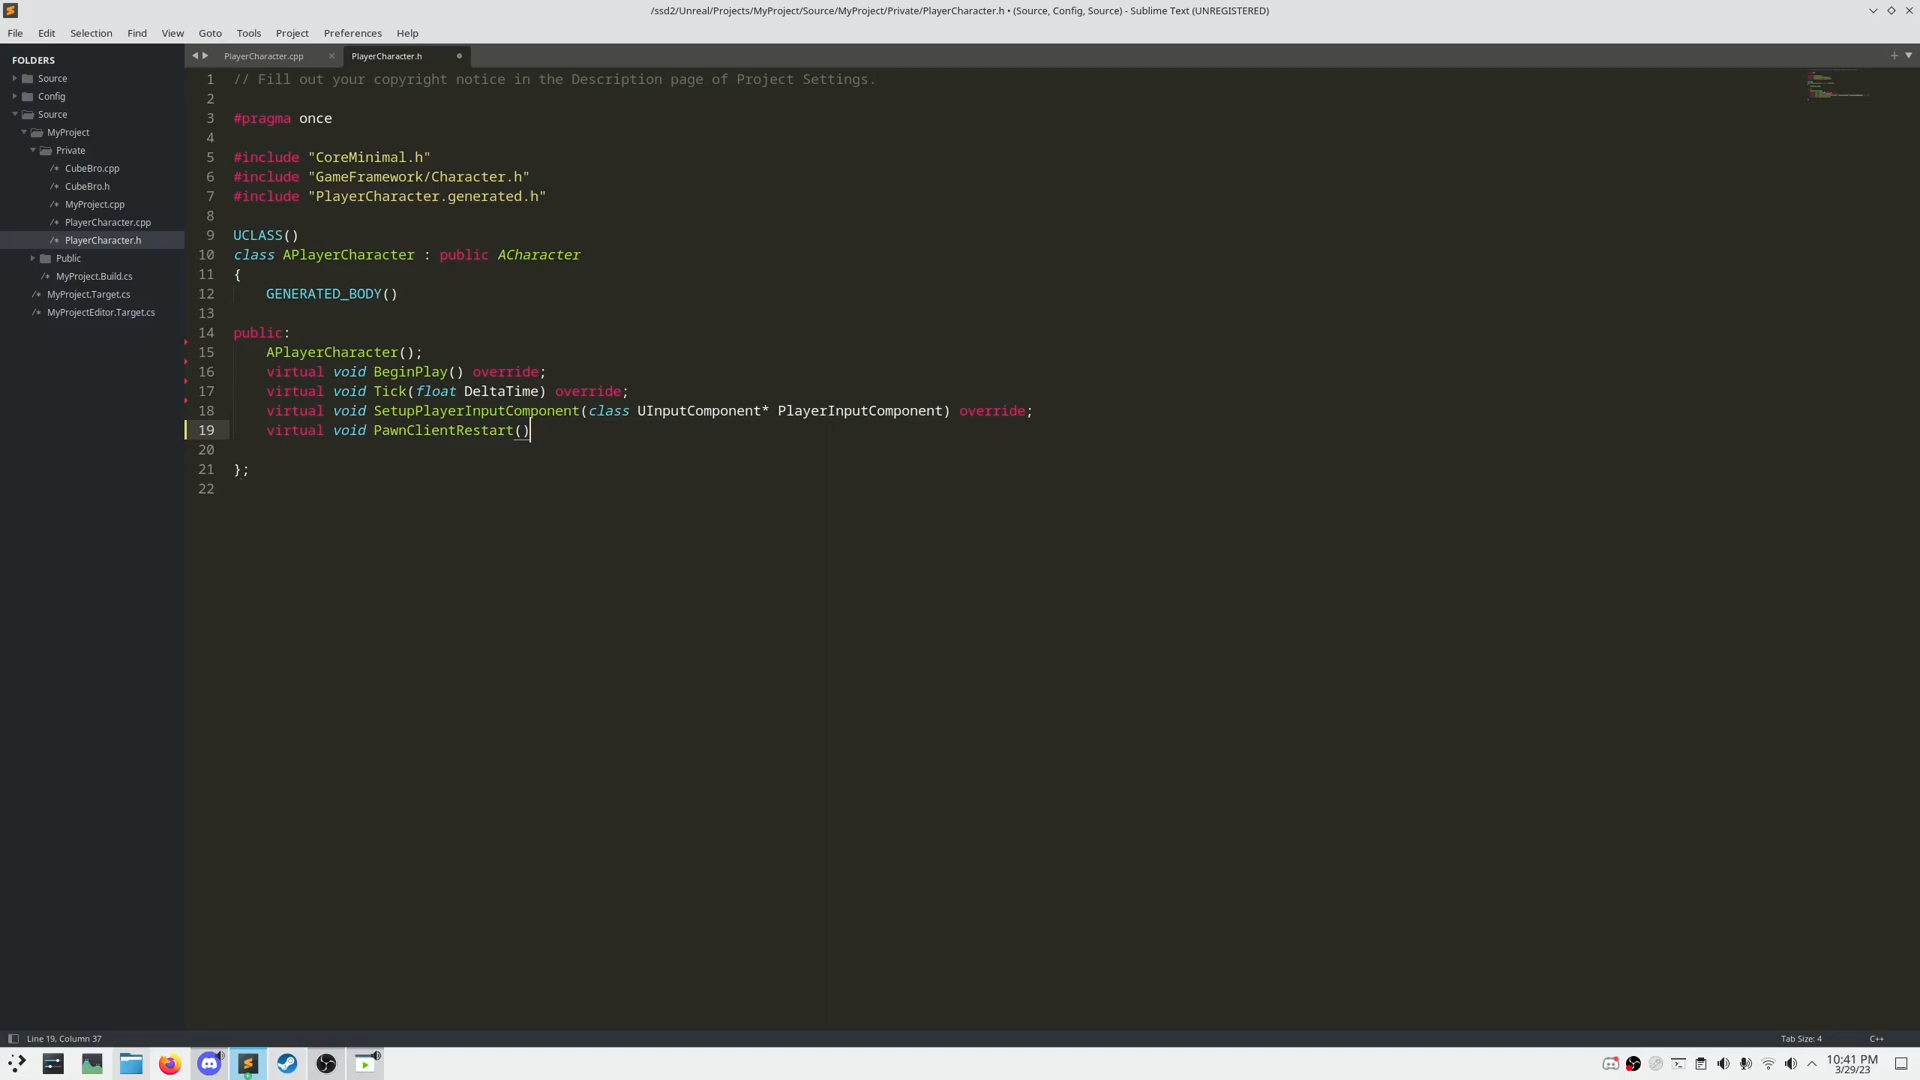 /ssd2/Unreal/Projects/MyProject/Source/MyProject/Private/PlayerCharacter.h • (Source, Config, Source) - Sublime Text (UNREGISTERED)
File Edit Selection Find View Goto Tools Project Preferences Help
FOLDERS
Source
Config
Source
MyProject
Private
CubeBro.cpp
CubeBro.h
MyProject.cpp
PlayerCharacter.cpp
PlayerCharacter.h
Public
MyProject.Build.cs
MyProject.Target.cs
MyProjectEditor.Target.cs
PlayerCharacter.cpp PlayerCharacter.h
1 // Fill out your copyright notice in the Description page of Project Settings.
2
3 #pragma once
4
5 #include "CoreMinimal.h"
6 #include "GameFramework/Character.h"
7 #include "PlayerCharacter.generated.h"
8
9 UCLASS()
10 class APlayerCharacter : public ACharacter
11 {
12 GENERATED_BODY()
13
14 public:
15 APlayerCharacter();
16 virtual void BeginPlay() override;
17 virtual void Tick(float DeltaTime) override;
18 virtual void SetupPlayerInputComponent(class UInputComponent* PlayerInputComponent) override;
19 virtual void PawnClientRestart()
20
21 };
22
Line 19, Column 37 Tab Size: 4 C++
10:41 PM
3/29/23